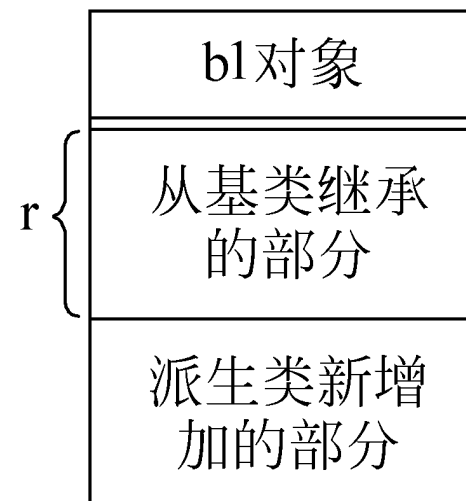 b1对象
r
从基类继承
的部分
派生类新增
加的部分